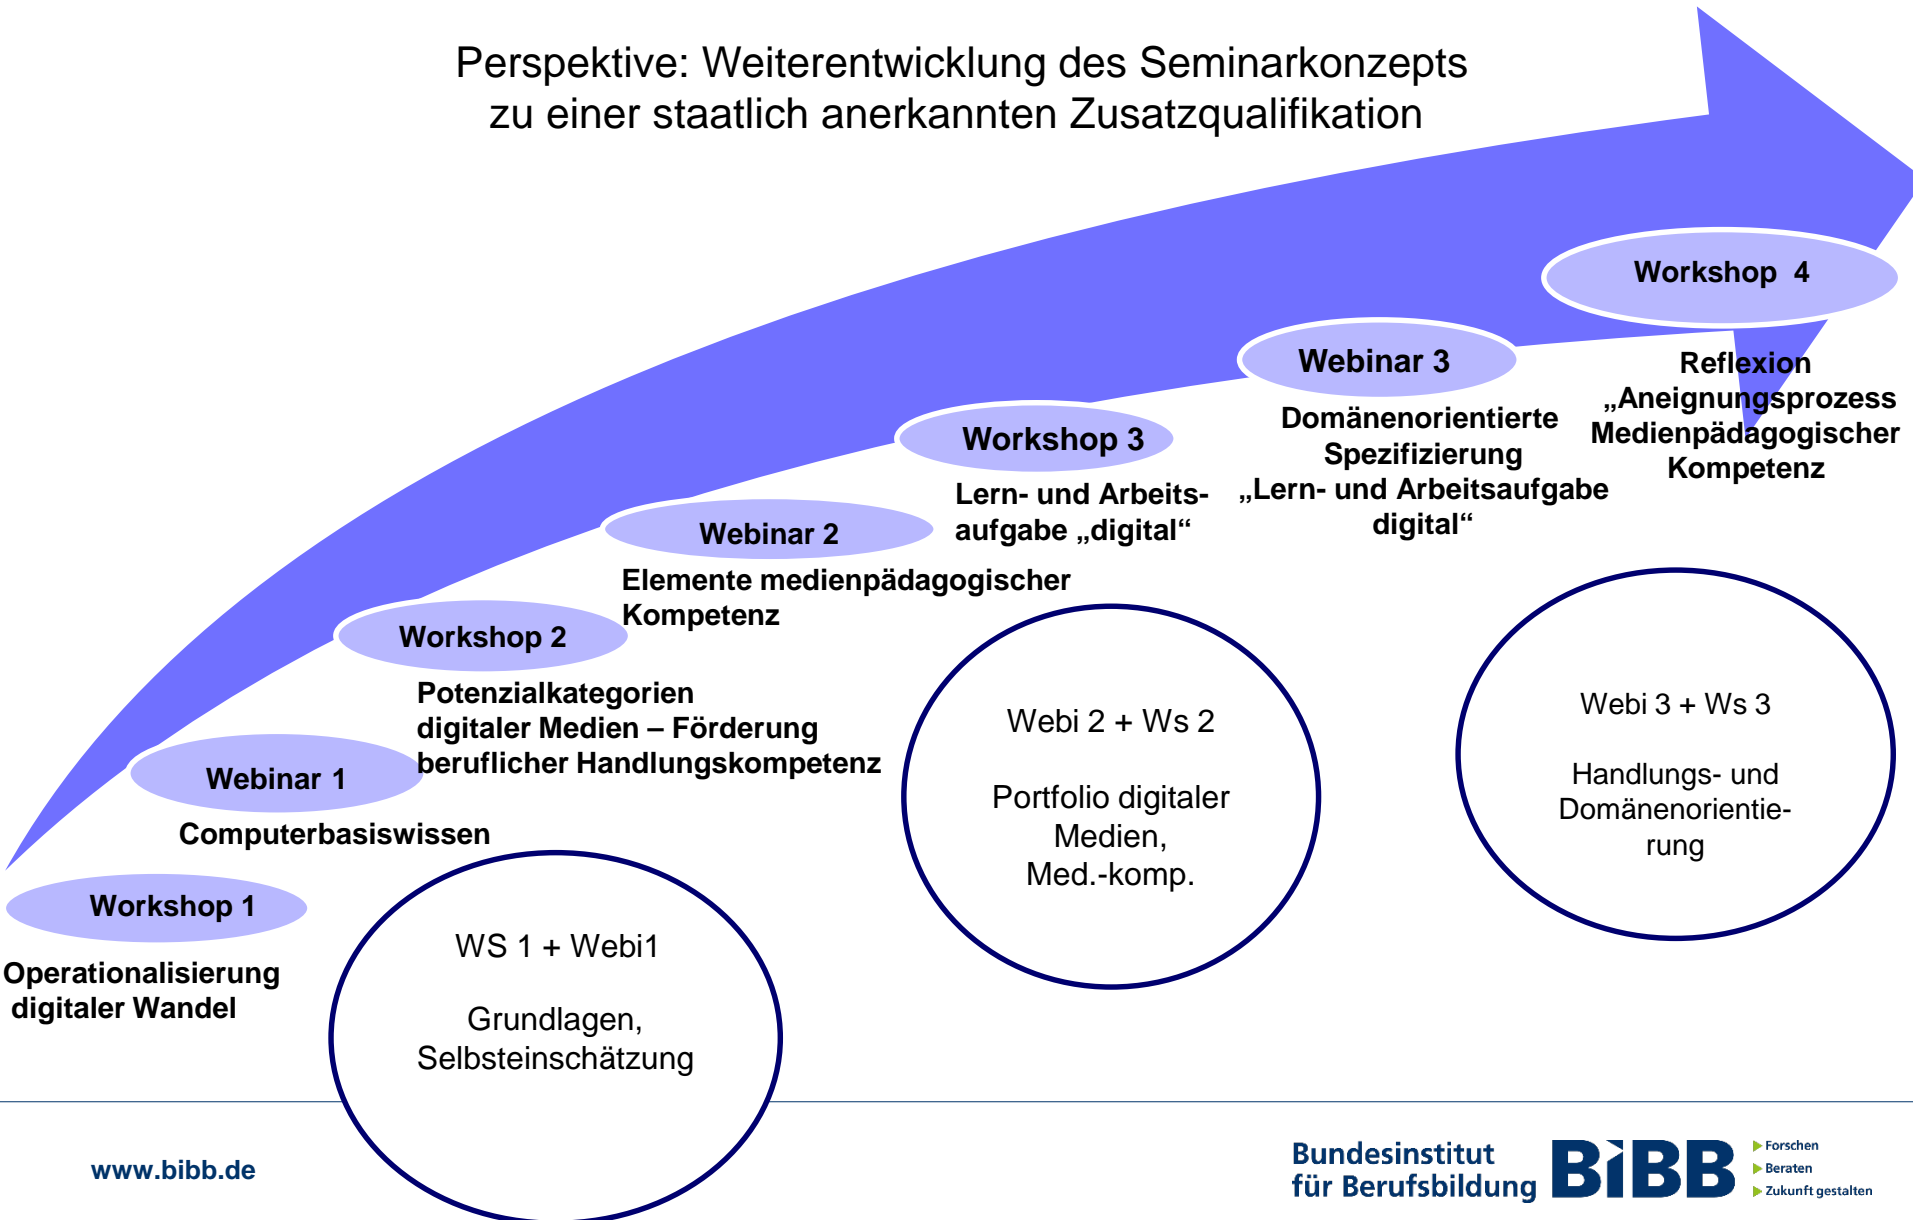 Perspektive: Weiterentwicklung des Seminarkonzepts
zu einer staatlich anerkannten Zusatzqualifikation
Workshop 4
Reflexion
„Aneignungsprozess
Medienpädagogischer
Kompetenz
Webinar 3
Domänenorientierte
Spezifizierung
„Lern- und Arbeitsaufgabe
digital“
Workshop 3
Lern- und Arbeits-
aufgabe „digital“
Webinar 2
Elemente medienpädagogischer
Kompetenz
Workshop 2
Potenzialkategorien
digitaler Medien – Förderung
beruflicher Handlungskompetenz
Webinar 1
Computerbasiswissen
Workshop 1
Operationalisierung
digitaler Wandel
WS 1 + Webi1
Grundlagen,
Selbsteinschätzung
Webi 2 + Ws 2
Portfolio digitaler
Medien,
Med.-komp.
Webi 3 + Ws 3
Handlungs- und
Domänenorientie-
rung
www.bibb.de
Bundesinstitut
für Berufsbildung
BiBB
Forschen
Beraten
Zukunft gestalten